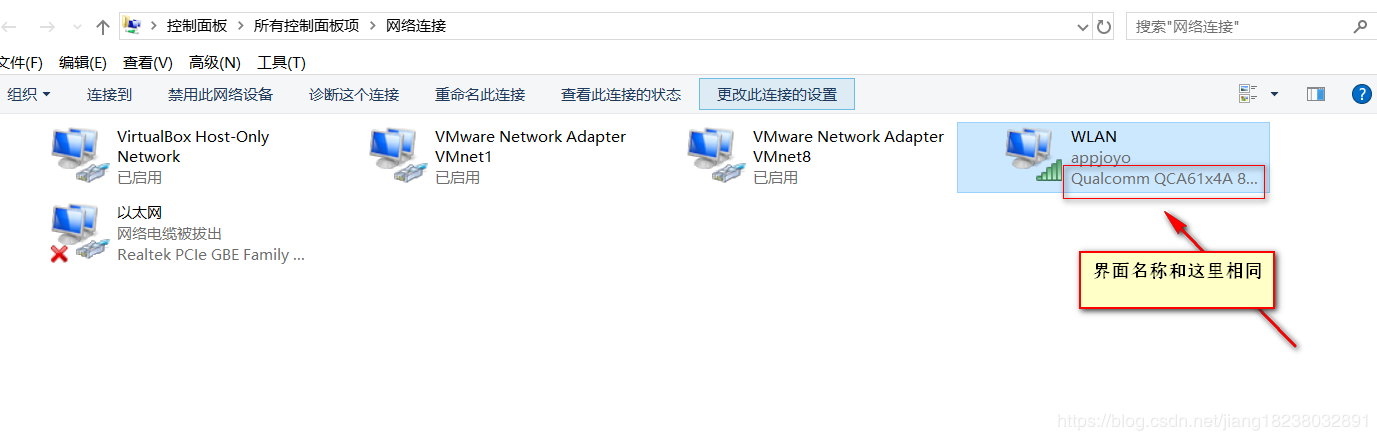 控制面板 > 所有控制面板项 > 网络连接
搜索"网络连接"
文件(F) 编辑(E) 查看(V) 高级(N) 工具(T)
组织 连接到 禁用此网络设备 诊断这个连接 重命名此连接 查看此连接的状态 更改此连接的设置
VirtualBox Host-Only
Network
已启用
VMware Network Adapter
VMnet1
已启用
VMware Network Adapter
VMnet8
已启用
WLAN
appjoyo
Qualcomm QCA61x4A 8...
以太网
网络电缆被拔出
Realtek PCIe GBE Family ...
界面名称和这里相同
https://blog.csdn.net/jiang18238032891